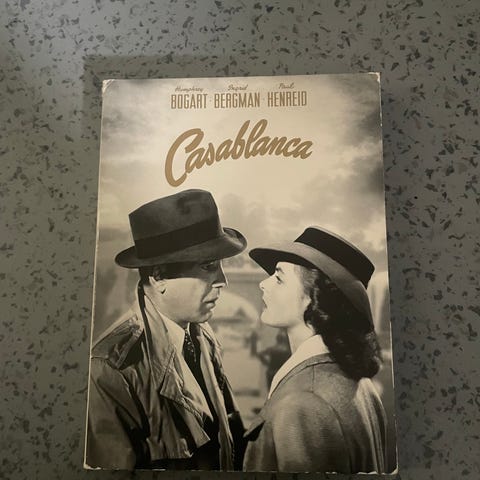 Humphrey Ingrid Paul
BOGART · BERGMAN · HENREID
Casablanca